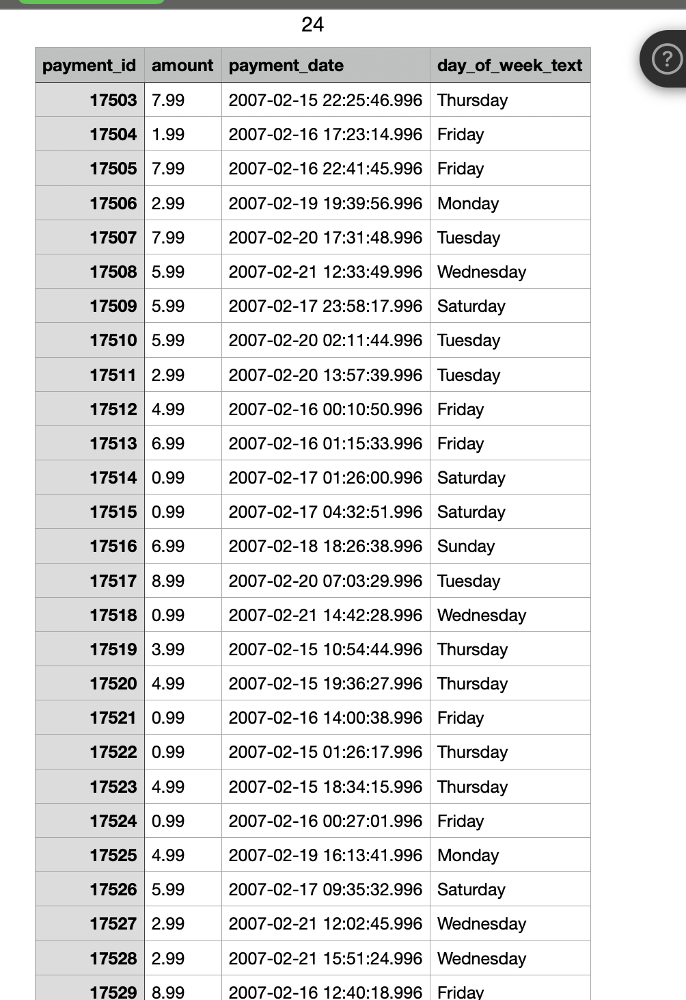 24
payment_id amount payment_date day_of_week_text
17503 7.99 2007-02-15 22:25:46.996 Thursday
17504 1.99 2007-02-16 17:23:14.996 Friday
17505 7.99 2007-02-16 22:41:45.996 Friday
17506 2.99 2007-02-19 19:39:56.996 Monday
17507 7.99 2007-02-20 17:31:48.996 Tuesday
17508 5.99 2007-02-21 12:33:49.996 Wednesday
17509 5.99 2007-02-17 23:58:17.996 Saturday
17510 5.99 2007-02-20 02:11:44.996 Tuesday
17511 2.99 2007-02-20 13:57:39.996 Tuesday
17512 4.99 2007-02-16 00:10:50.996 Friday
17513 6.99 2007-02-16 01:15:33.996 Friday
17514 0.99 2007-02-17 01:26:00.996 Saturday
17515 0.99 2007-02-17 04:32:51.996 Saturday
17516 6.99 2007-02-18 18:26:38.996 Sunday
17517 8.99 2007-02-20 07:03:29.996 Tuesday
17518 0.99 2007-02-21 14:42:28.996 Wednesday
17519 3.99 2007-02-15 10:54:44.996 Thursday
17520 4.99 2007-02-15 19:36:27.996 Thursday
17521 0.99 2007-02-16 14:00:38.996 Friday
17522 0.99 2007-02-15 01:26:17.996 Thursday
17523 4.99 2007-02-15 18:34:15.996 Thursday
17524 0.99 2007-02-16 00:27:01.996 Friday
17525 4.99 2007-02-19 16:13:41.996 Monday
17526 5.99 2007-02-17 09:35:32.996 Saturday
17527 2.99 2007-02-21 12:02:45.996 Wednesday
17528 2.99 2007-02-21 15:51:24.996 Wednesday
17529 8.99 2007-02-16 12:40:18.996 Friday